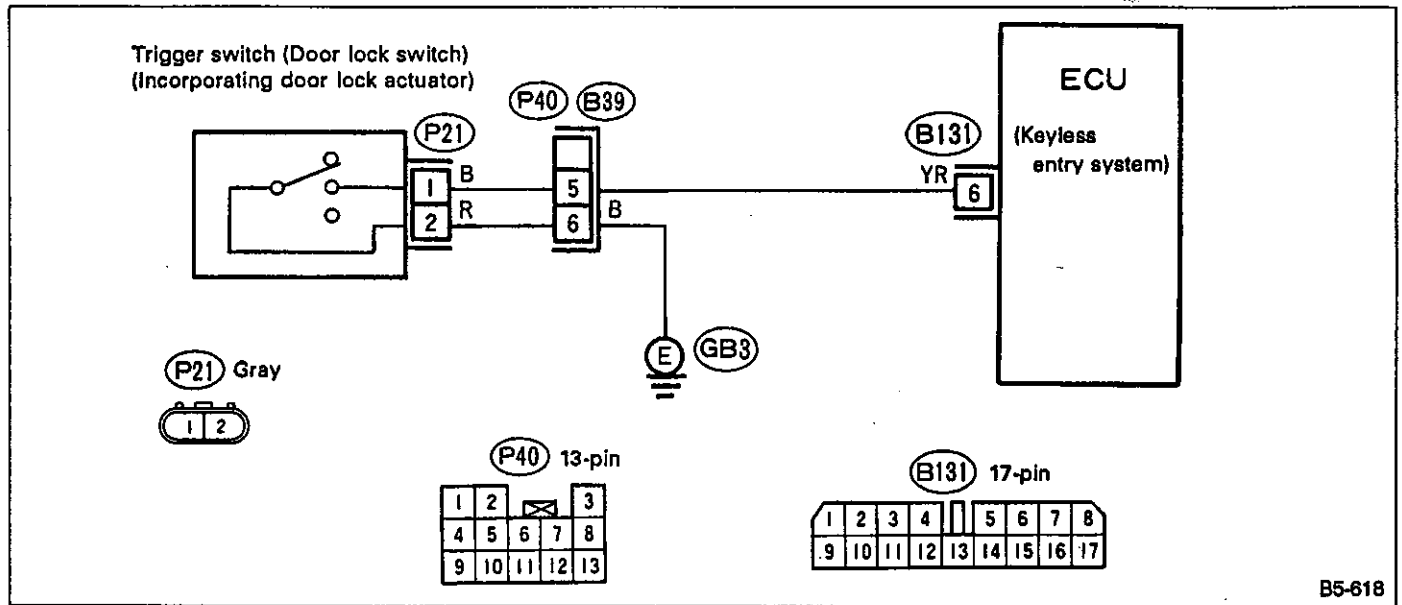 Trigger switch (Door lock switch)
(Incorporating door lock actuator)
P21
P40 B39
B131
ECU
(Keyless
entry system)
1 B 5 YR 6
2 R 6 B
E GB3
P21 Gray
1 2
P40 13-pin
1 2 3
4 5 6 7 8
9 10 11 12 13
B131 17-pin
1 2 3 4 5 6 7 8
9 10 11 12 13 14 15 16 17
B5-618